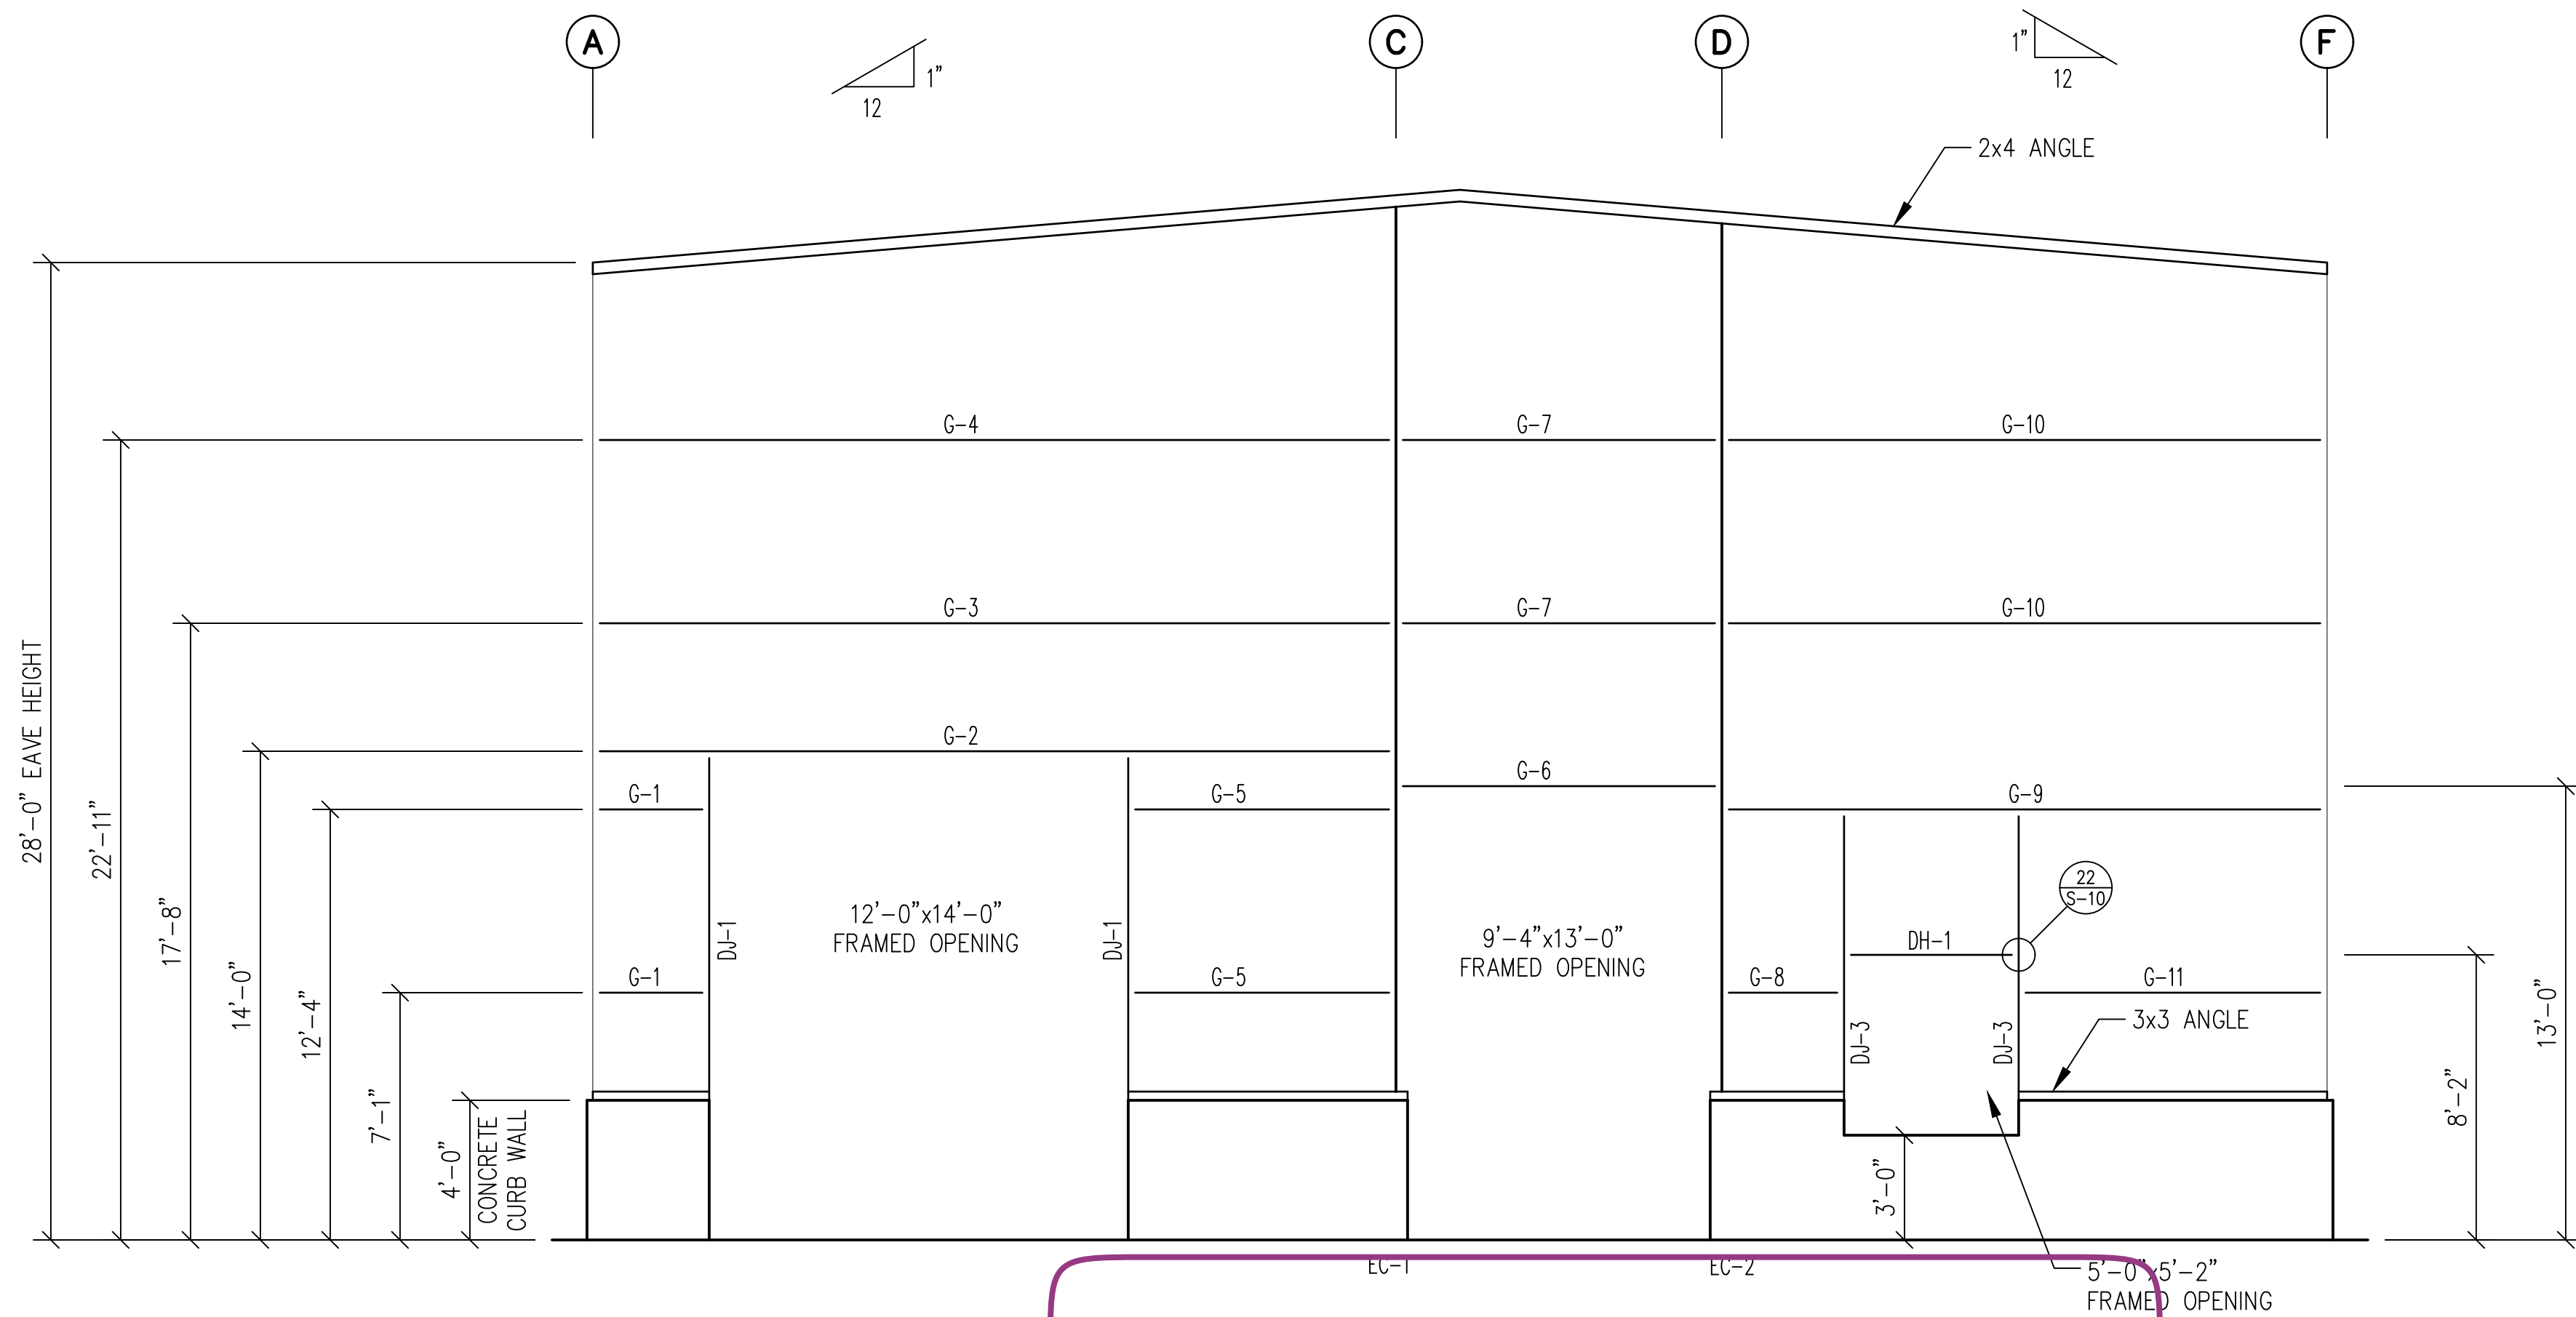 A
C
D
F
1"
12
1"
12
2x4 ANGLE
G-4
G-7
G-10
G-3
G-7
G-10
G-2
G-6
G-1
G-5
G-9
28'-0" EAVE HEIGHT
22'-11"
17'-8"
14'-0"
12'-4"
7'-1"
4'-0"
CONCRETE
CURB WALL
DJ-1
12'-0"x14'-0"
FRAMED OPENING
DJ-1
9'-4"x13'-0"
FRAMED OPENING
22
S-10
DH-1
G-1
G-5
G-8
G-11
DJ-3
DJ-3
3x3 ANGLE
3'-0"
8'-2"
13'-0"
EC-1
EC-2
5'-0"x5'-2"
FRAMED OPENING